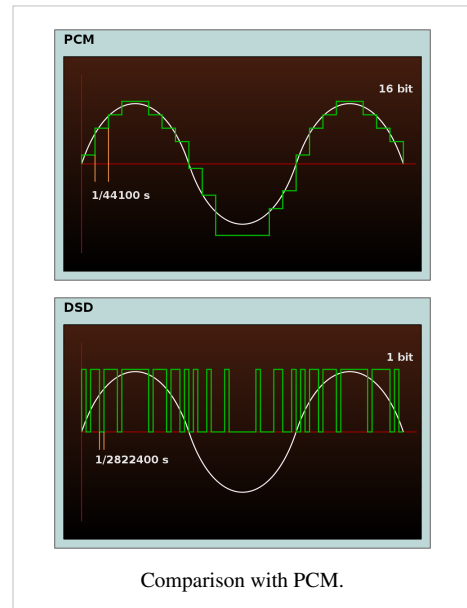 PCM
16 bit
1/44100 s
DSD
1 bit
1/2822400 s
Comparison with PCM.